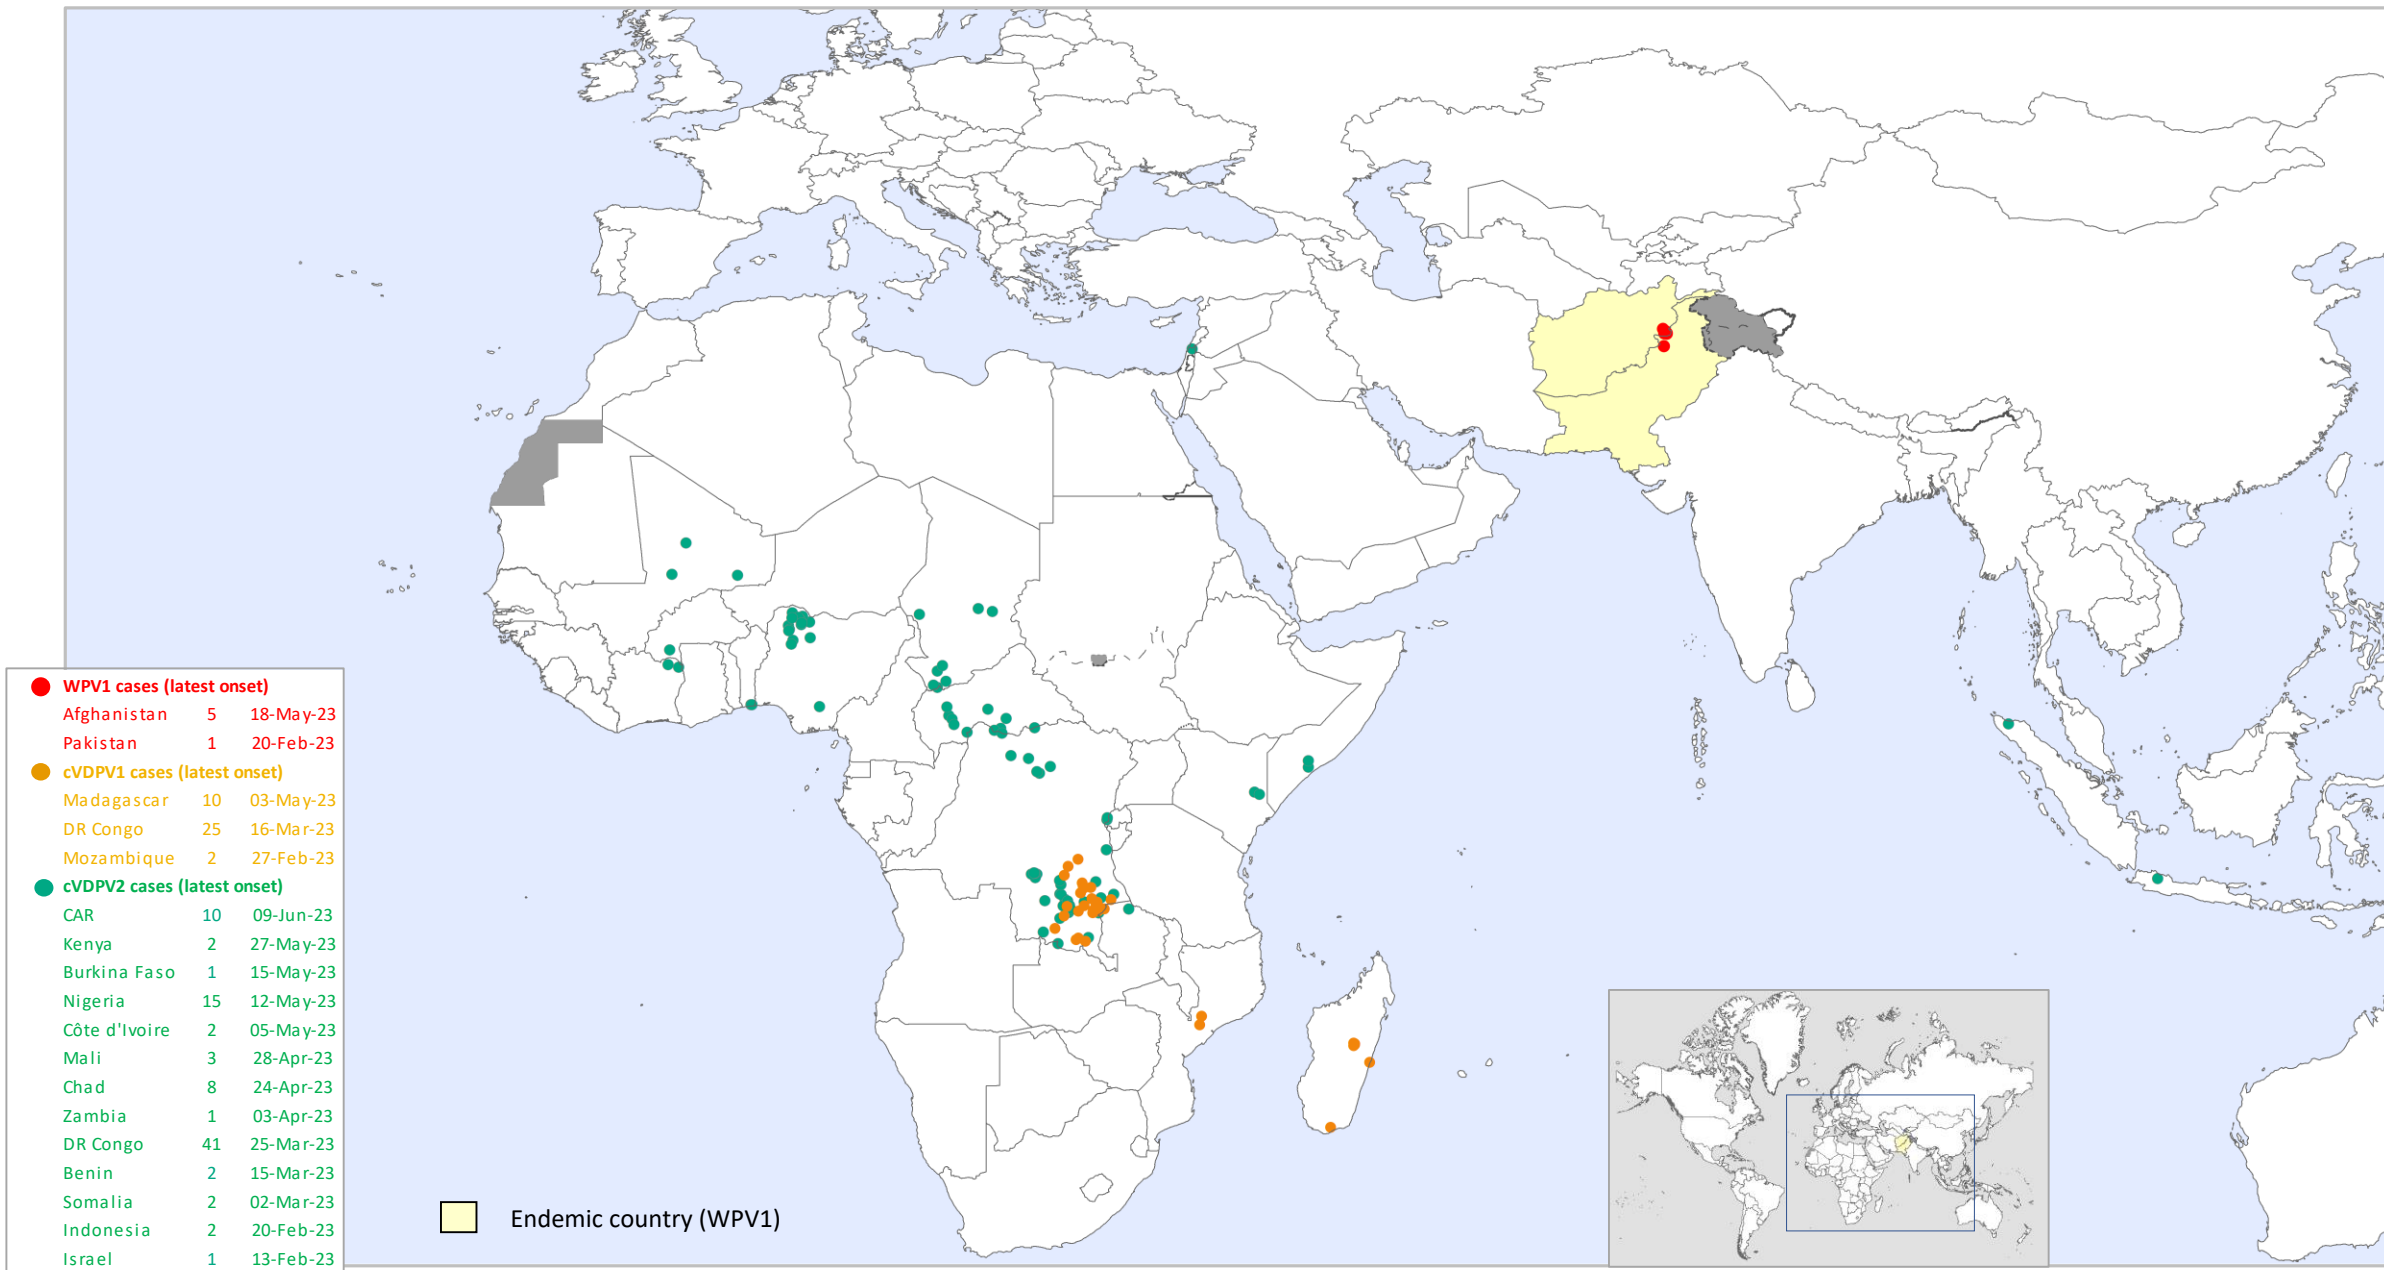 WPV1 cases (latest onset)
Afghanistan 5 18-May-23
Pakistan 1 20-Feb-23
cVDPV1 cases (latest onset)
Madagascar 10 03-May-23
DR Congo 25 16-Mar-23
Mozambique 2 27-Feb-23
cVDPV2 cases (latest onset)
CAR 10 09-Jun-23
Kenya 2 27-May-23
Burkina Faso 1 15-May-23
Nigeria 15 12-May-23
Côte d'Ivoire 2 05-May-23
Mali 3 28-Apr-23
Chad 8 24-Apr-23
Zambia 1 03-Apr-23
DR Congo 41 25-Mar-23
Benin 2 15-Mar-23
Somalia 2 02-Mar-23
Indonesia 2 20-Feb-23
Israel 1 13-Feb-23
Endemic country (WPV1)